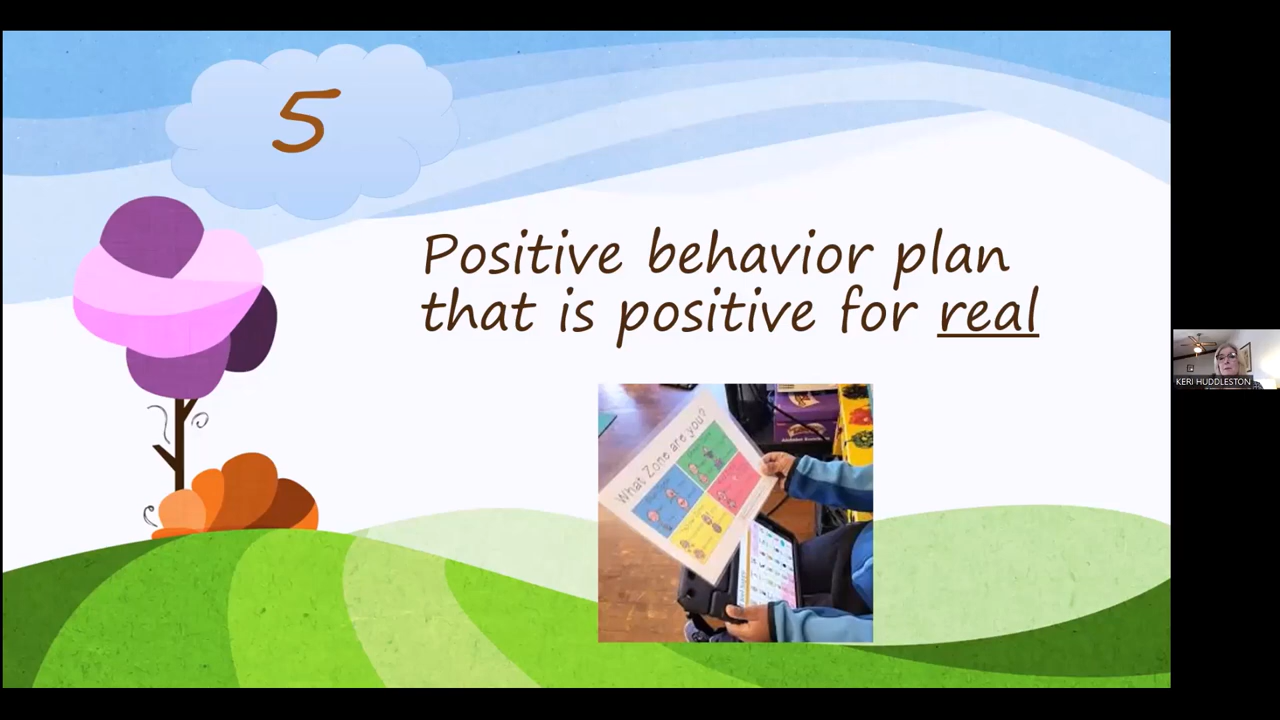 5
Positive behavior plan
that is positive for real
What Zone are you?
KERI HUDDLESTON